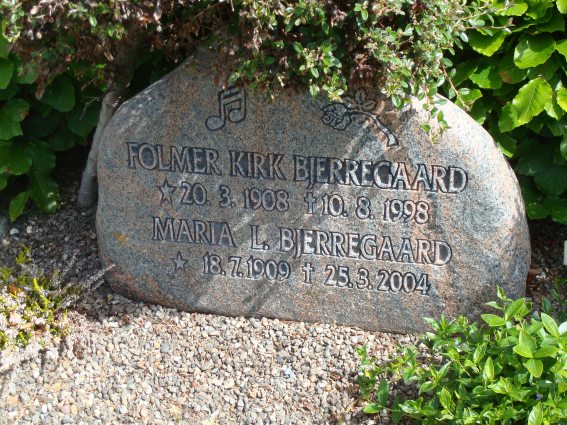 FOLMER KIRK BJERREGAARD
★ 20. 3. 1908 † 10. 8. 1998
MARIA L. BJERREGAARD
★ 18. 7. 1909 † 25. 3. 2004